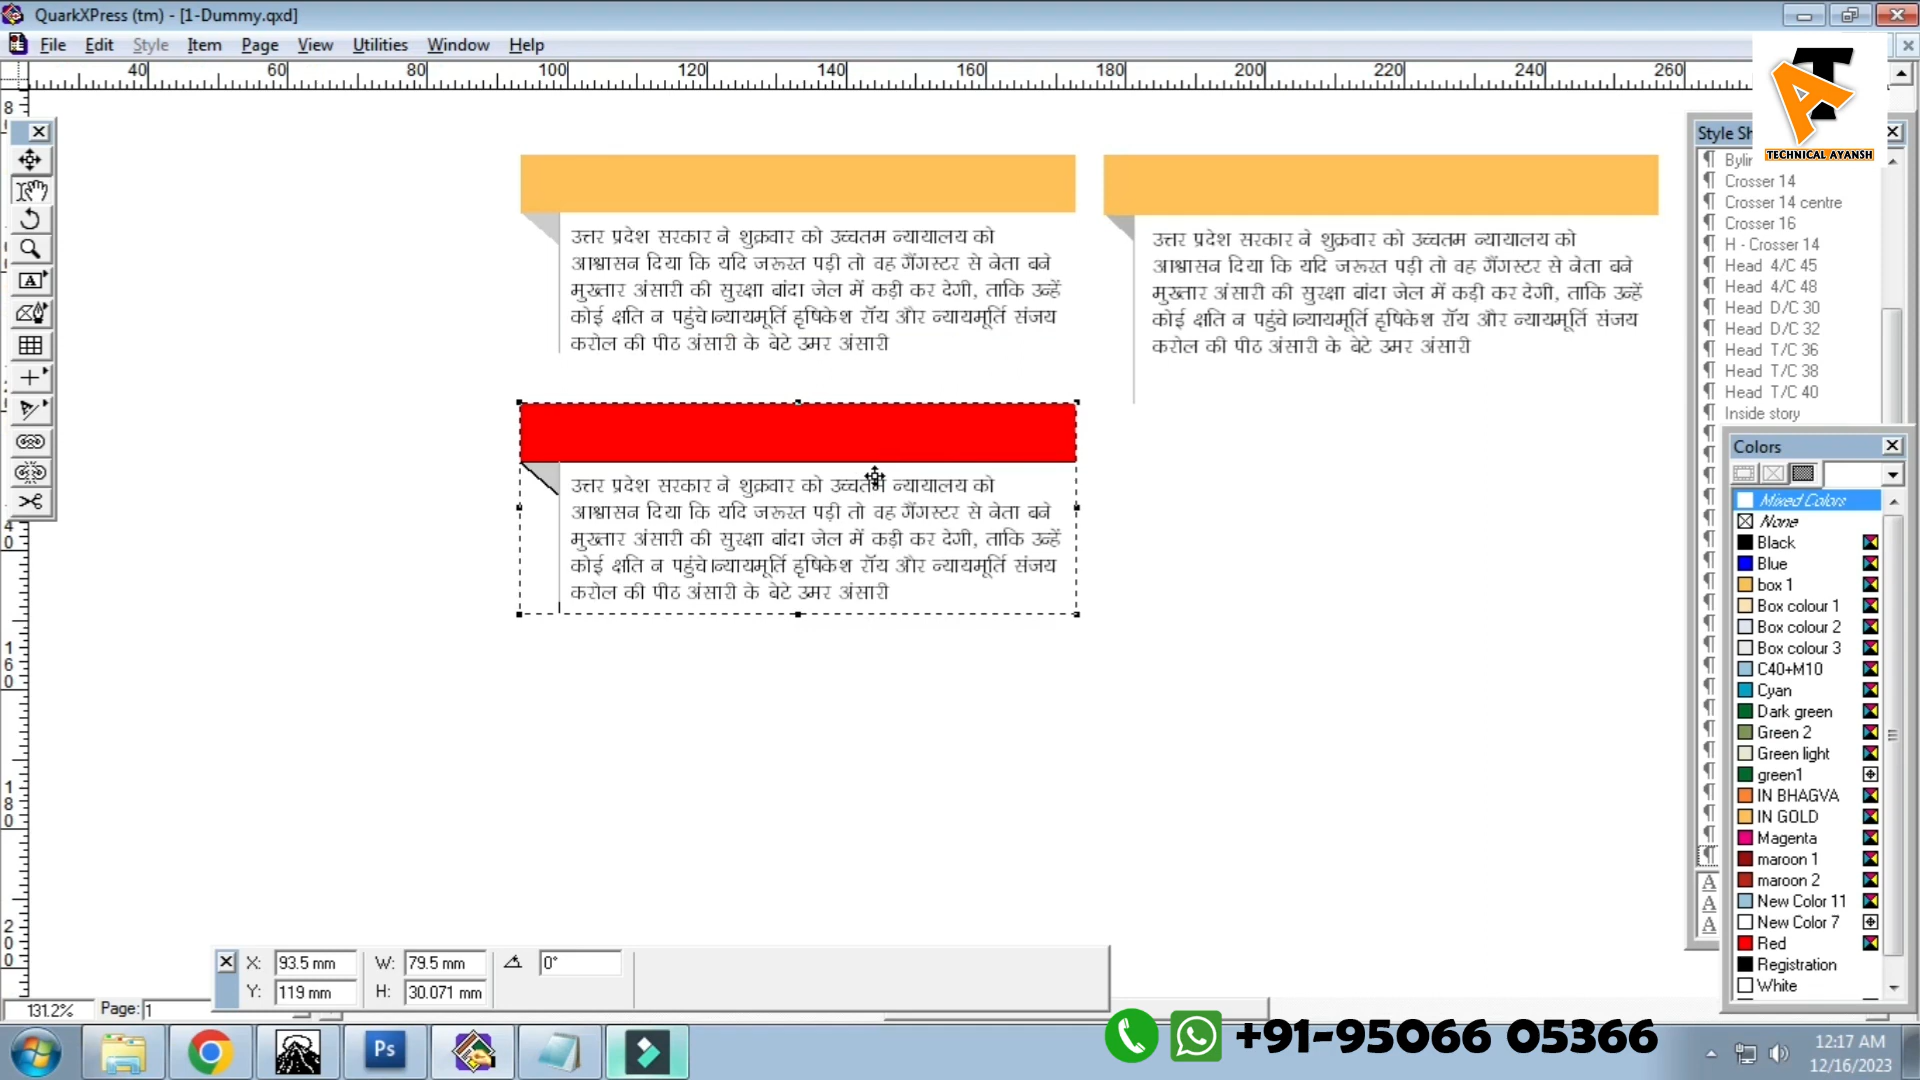 QuarkXPress (tm) - [1-Dummy.qxd]
File Edit Style Item Page View Utilities Window Help
40 60 80 100 120 140 160 180 200 220 240 260
TECHNICAL AYANSH
उत्तर प्रदेश सरकार ने शुक्रवार को उच्चतम न्यायालय को
आश्वासन दिया कि यदि जरूरत पड़ी तो वह गैंगस्टर से नेता बने
मुख्तार अंसारी की सुरक्षा बांदा जेल में कड़ी कर देगी, ताकि उन्हें
कोई क्षति न पहुंचे।न्यायमूर्ति हृषिकेश रॉय और न्यायमूर्ति संजय
करोल की पीठ अंसारी के बेटे उमर अंसारी
उत्तर प्रदेश सरकार ने शुक्रवार को उच्चतम न्यायालय को
आश्वासन दिया कि यदि जरूरत पड़ी तो वह गैंगस्टर से नेता बने
मुख्तार अंसारी की सुरक्षा बांदा जेल में कड़ी कर देगी, ताकि उन्हें
कोई क्षति न पहुंचे।न्यायमूर्ति हृषिकेश रॉय और न्यायमूर्ति संजय
करोल की पीठ अंसारी के बेटे उमर अंसारी
उत्तर प्रदेश सरकार ने शुक्रवार को उच्चतम न्यायालय को
आश्वासन दिया कि यदि जरूरत पड़ी तो वह गैंगस्टर से नेता बने
मुख्तार अंसारी की सुरक्षा बांदा जेल में कड़ी कर देगी, ताकि उन्हें
कोई क्षति न पहुंचे।न्यायमूर्ति हृषिकेश रॉय और न्यायमूर्ति संजय
करोल की पीठ अंसारी के बेटे उमर अंसारी
Style Sh
Bylir
Crosser 14
Crosser 14 centre
Crosser 16
H - Crosser 14
Head 4/C 45
Head 4/C 48
Head D/C 30
Head D/C 32
Head T/C 36
Head T/C 38
Head T/C 40
Inside story
Colors
Mixed Colors
None
Black
Blue
box 1
Box colour 1
Box colour 2
Box colour 3
C40+M10
Cyan
Dark green
Green 2
Green light
green1
IN BHAGVA
IN GOLD
Magenta
maroon 1
maroon 2
New Color 11
New Color 7
Red
Registration
White
X: 93.5 mm W: 79.5 mm 0°
Y: 119 mm H: 30.071 mm
131.2% Page: 1
Ps
+91-95066 05366
12:17 AM
12/16/2023